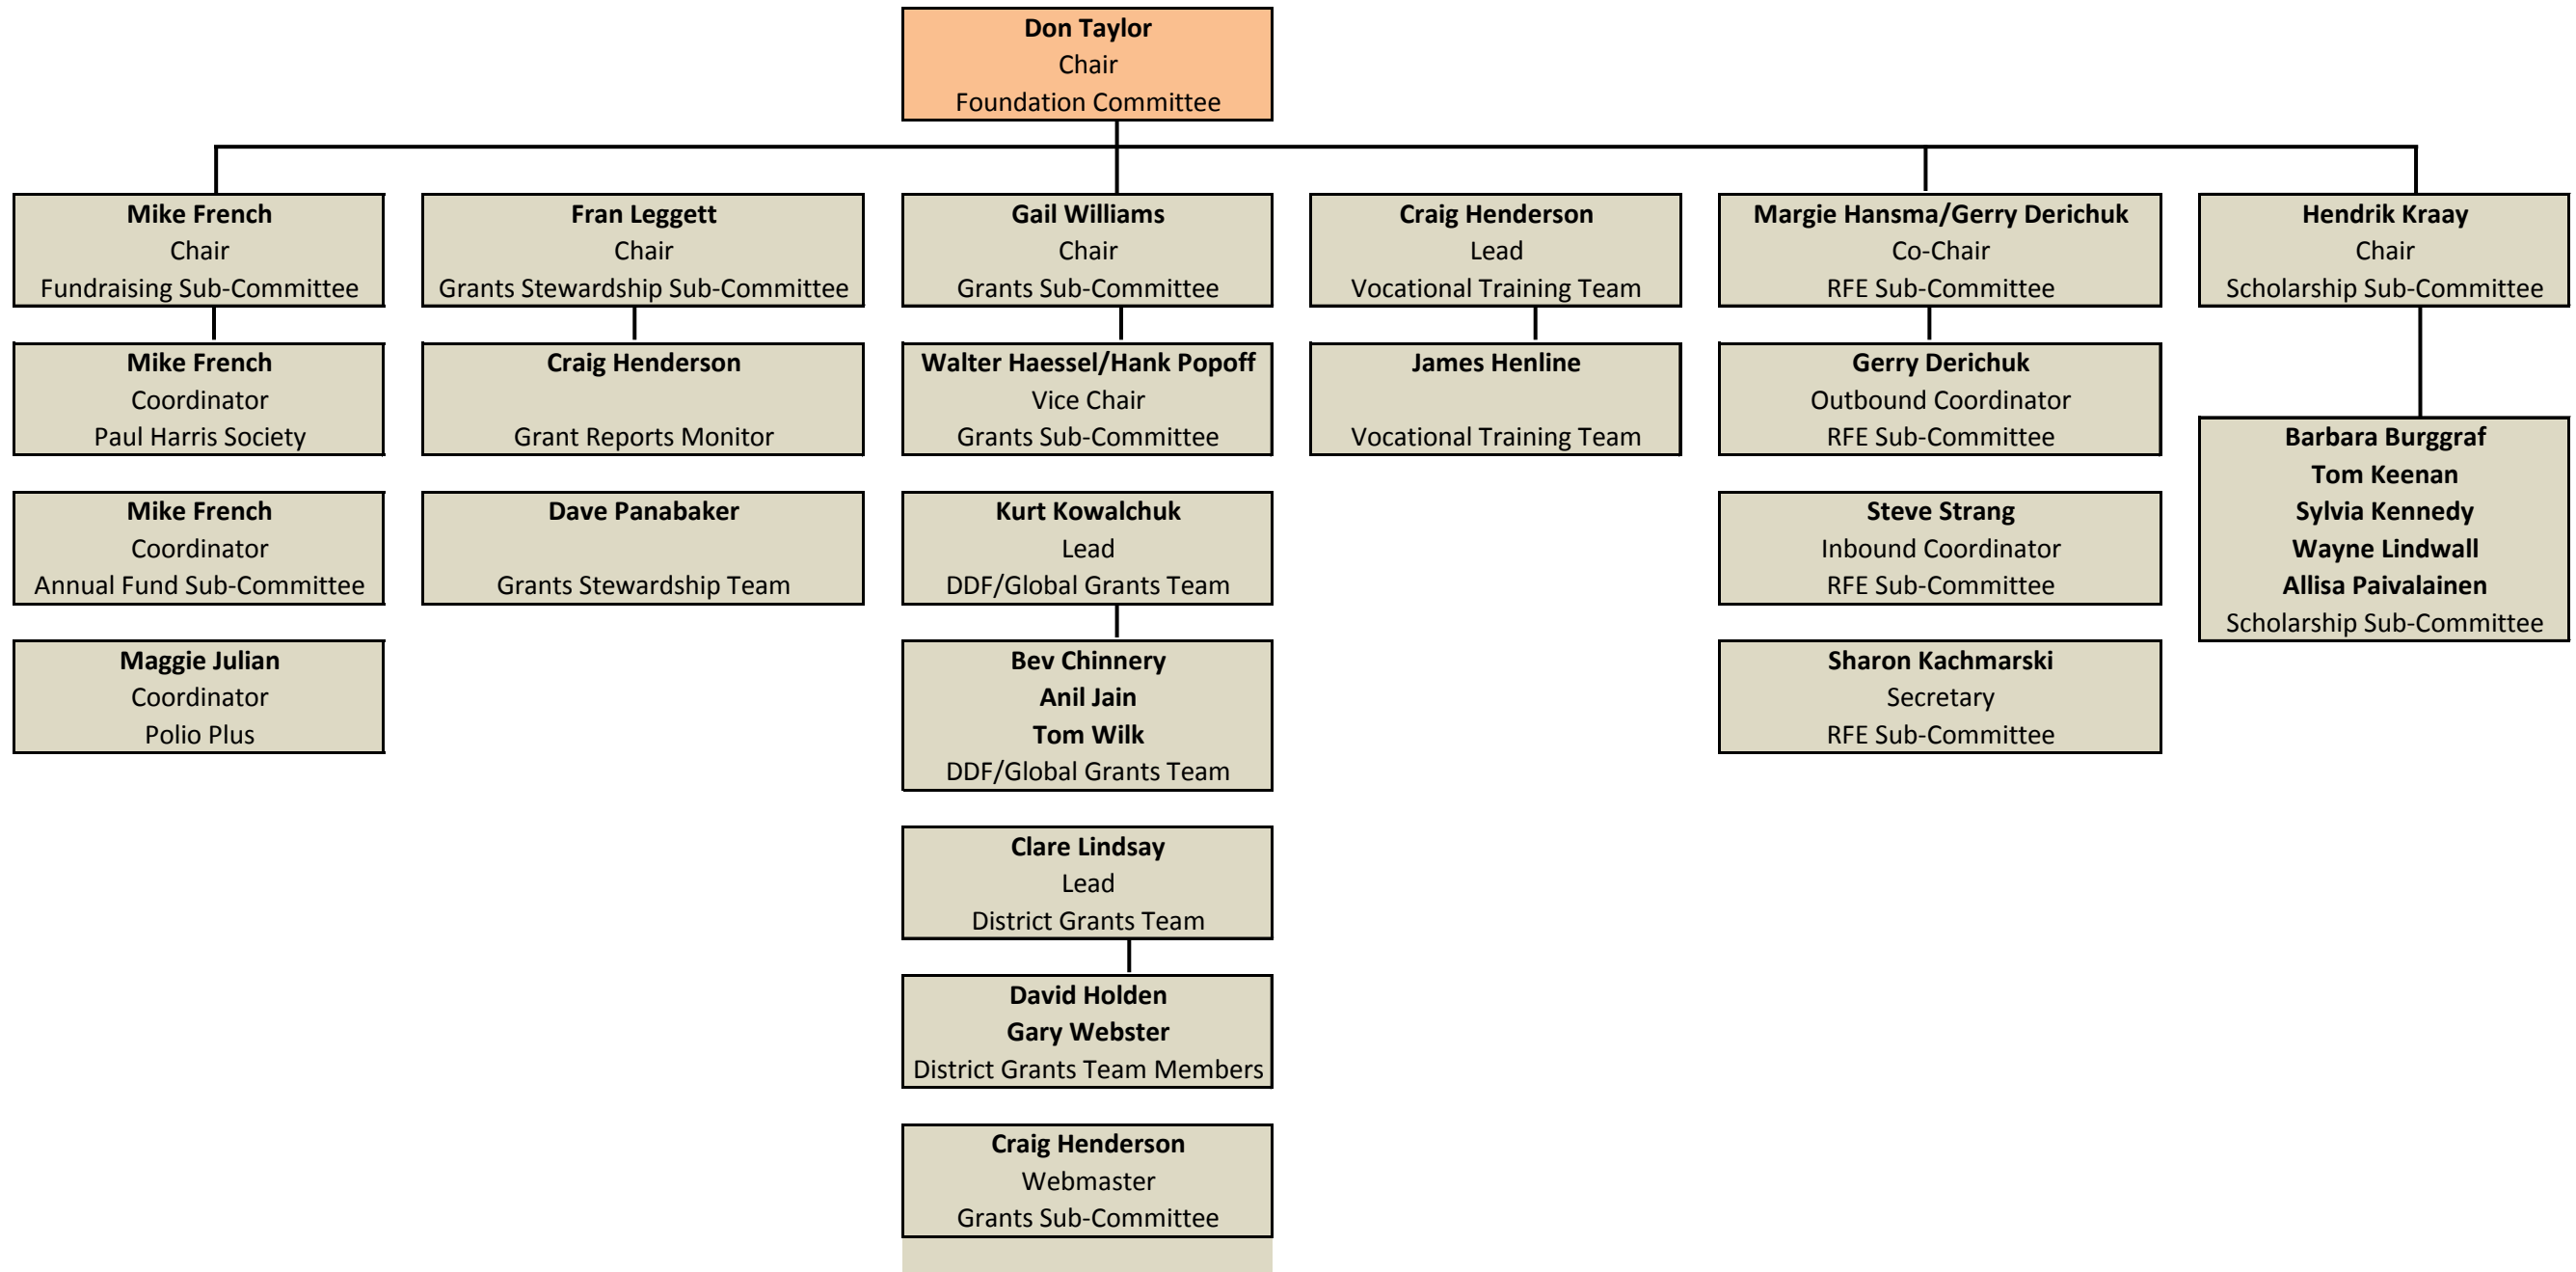 Don Taylor
Chair
Foundation Committee
Mike French
Chair
Fundraising Sub-Committee
Mike French
Coordinator
Paul Harris Society
Mike French
Coordinator
Annual Fund Sub-Committee
Maggie Julian
Coordinator
Polio Plus
Fran Leggett
Chair
Grants Stewardship Sub-Committee
Craig Henderson
Grant Reports Monitor
Dave Panabaker
Grants Stewardship Team
Gail Williams
Chair
Grants Sub-Committee
Walter Haessel/Hank Popoff
Vice Chair
Grants Sub-Committee
Kurt Kowalchuk
Lead
DDF/Global Grants Team
Bev Chinnery
Anil Jain
Tom Wilk
DDF/Global Grants Team
Clare Lindsay
Lead
District Grants Team
David Holden
Gary Webster
District Grants Team Members
Craig Henderson
Webmaster
Grants Sub-Committee
Craig Henderson
Lead
Vocational Training Team
James Henline
Vocational Training Team
Margie Hansma/Gerry Derichuk
Co-Chair
RFE Sub-Committee
Gerry Derichuk
Outbound Coordinator
RFE Sub-Committee
Steve Strang
Inbound Coordinator
RFE Sub-Committee
Sharon Kachmarski
Secretary
RFE Sub-Committee
Hendrik Kraay
Chair
Scholarship Sub-Committee
Barbara Burggraf
Tom Keenan
Sylvia Kennedy
Wayne Lindwall
Allisa Paivalainen
Scholarship Sub-Committee